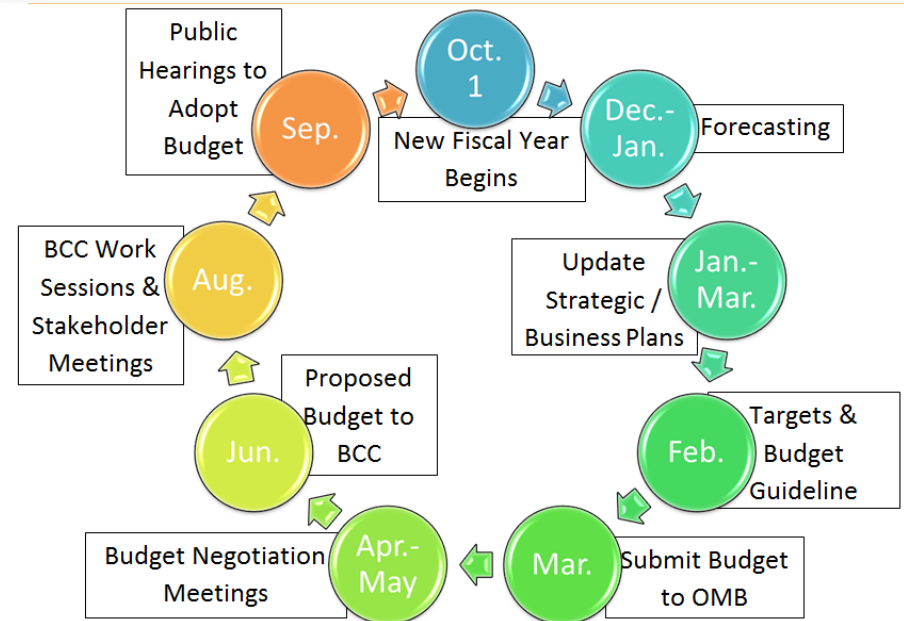 Oct.
1
New Fiscal Year
Begins
Dec.-
Jan.
Forecasting
Jan.-
Mar.
Update
Strategic /
Business Plans
Feb.
Targets &
Budget
Guideline
Mar.
Submit Budget
to OMB
Apr.-
May
Budget Negotiation
Meetings
Jun.
Proposed
Budget to
BCC
Aug.
BCC Work
Sessions &
Stakeholder
Meetings
Sep.
Public
Hearings to
Adopt
Budget